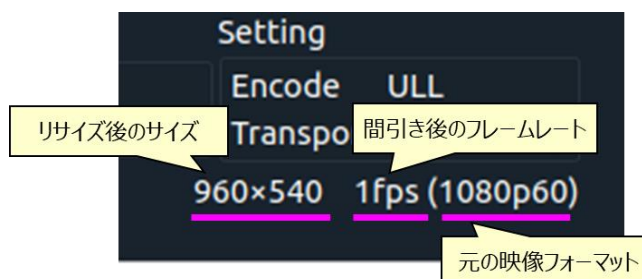 Setting
Encode ULL
リサイズ後のサイズ
Transpo
間引き後のフレームレート
960×540 1fps (1080p60)
元の映像フォーマット